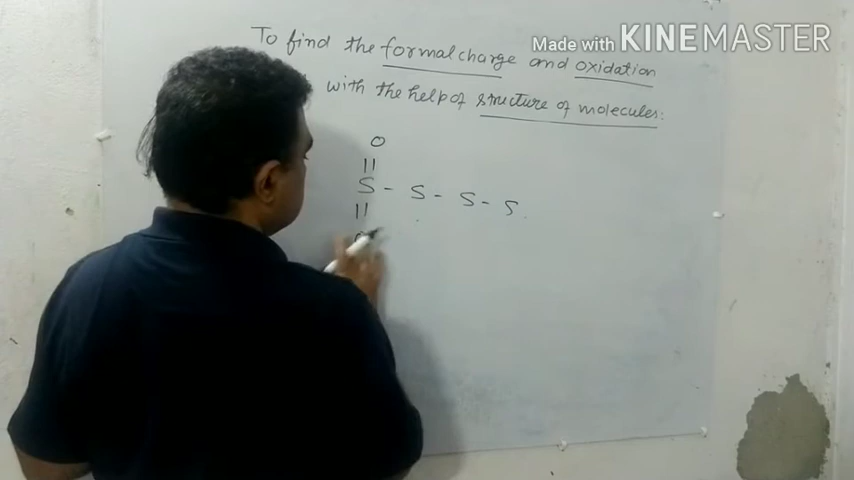 Made with KINEMASTER
To find the formal charge and oxidation
with the help of structure of molecules:
O
||
S - S - S - S
||
O